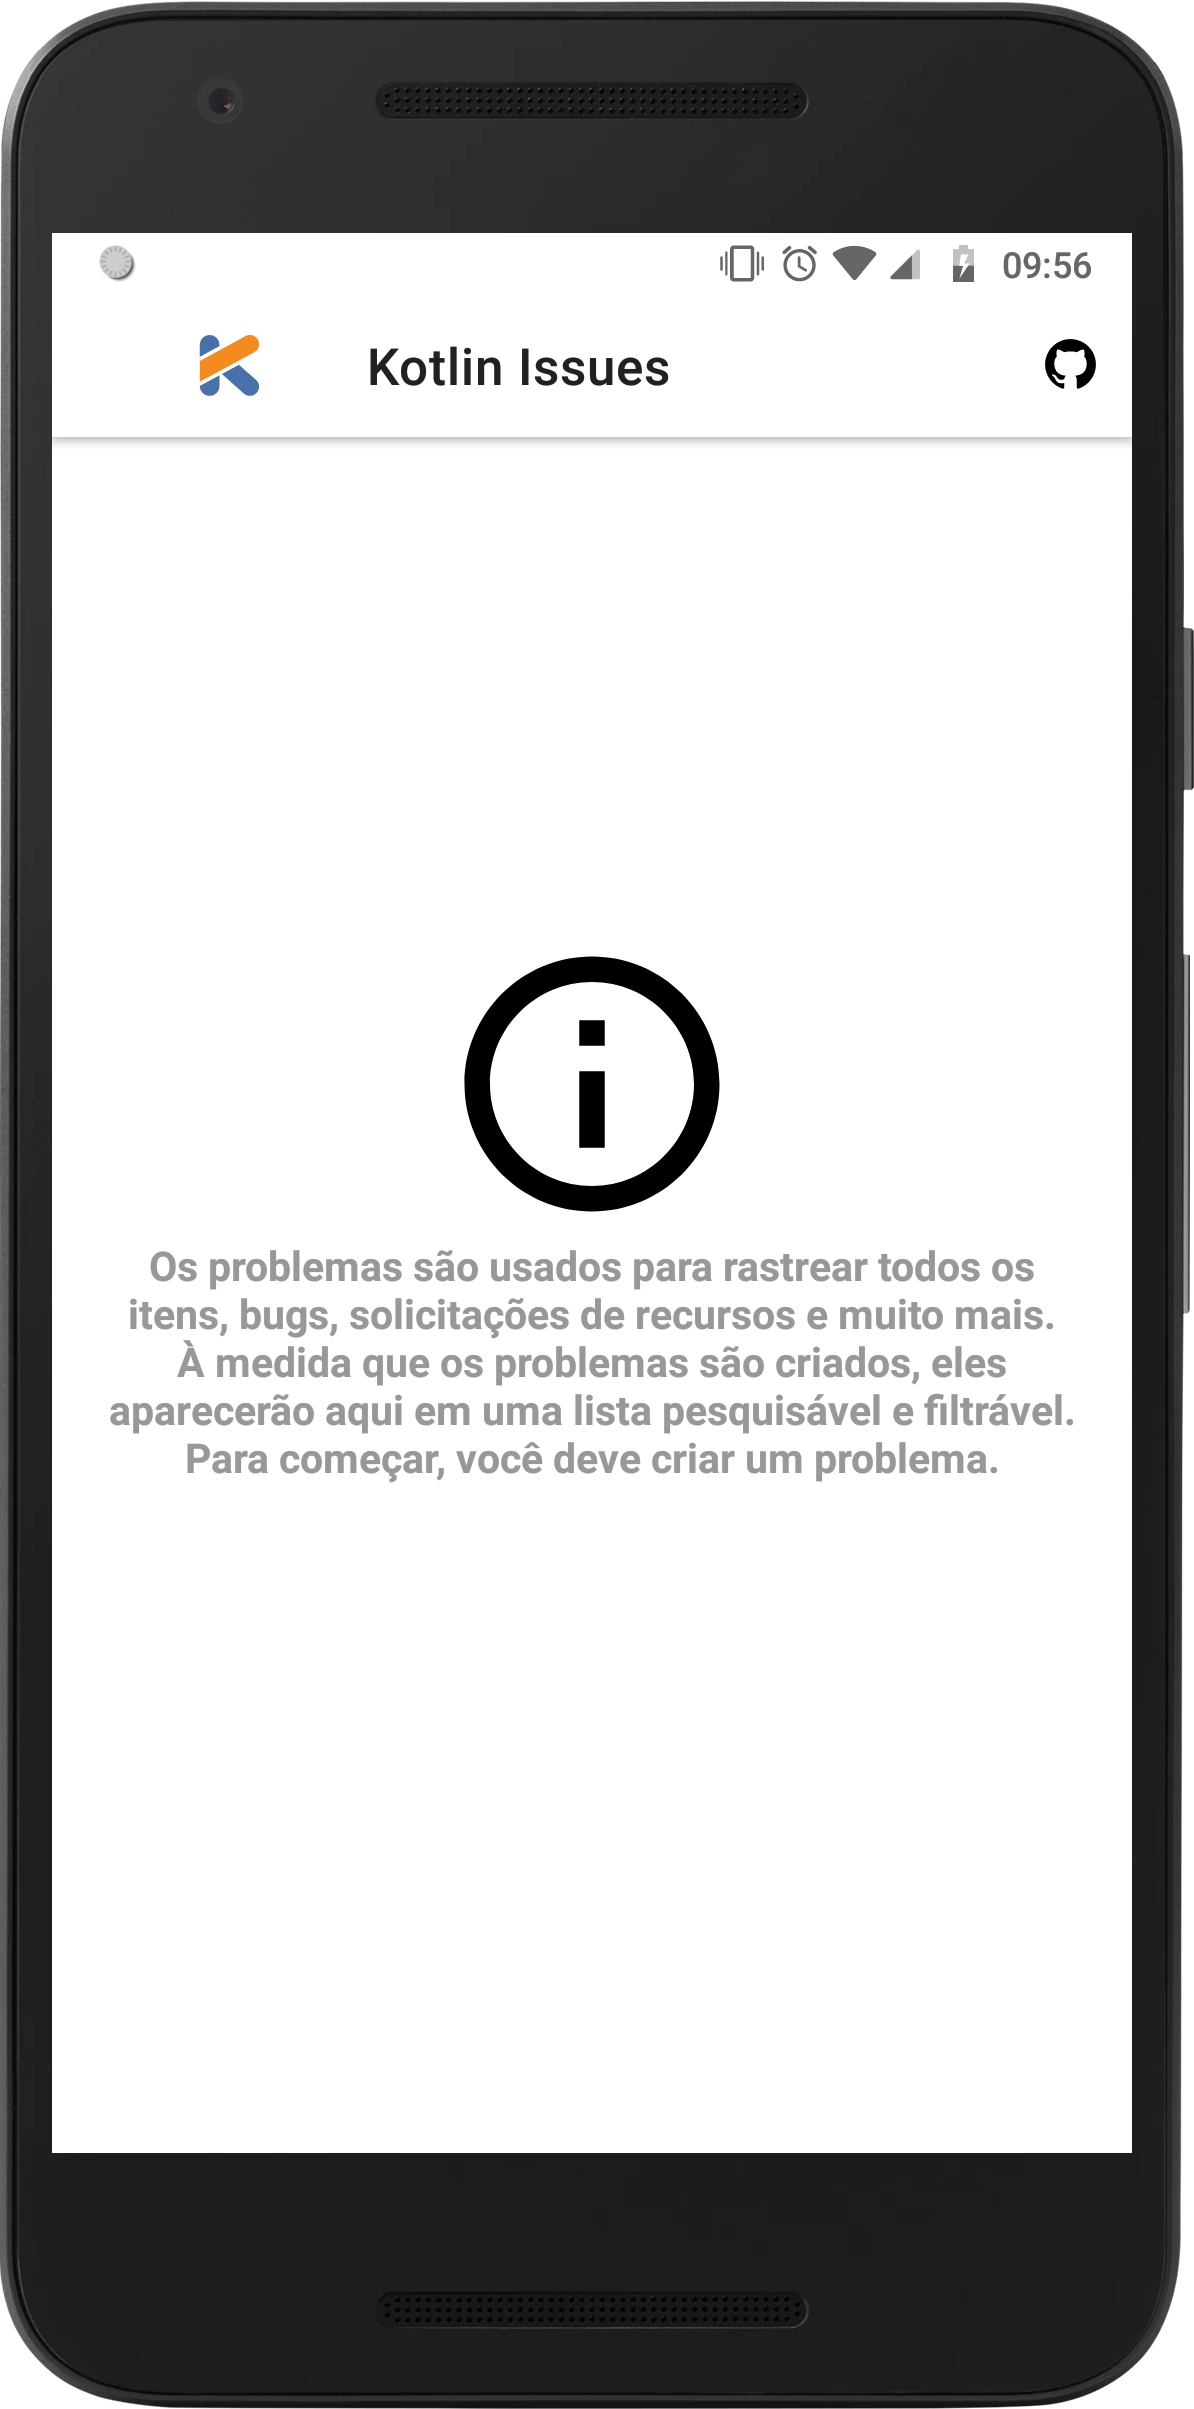 09:56
Kotlin Issues
Os problemas são usados para rastrear todos os
itens, bugs, solicitações de recursos e muito mais.
À medida que os problemas são criados, eles
aparecerão aqui em uma lista pesquisável e filtrável.
Para começar, você deve criar um problema.